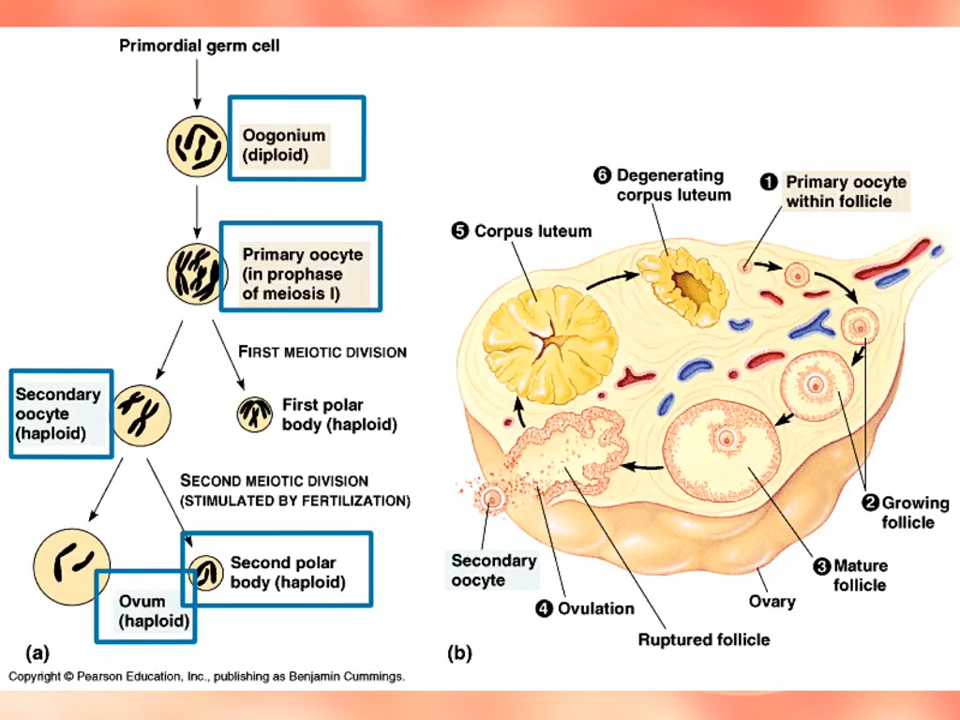 Primordial germ cell
Oogonium
(diploid)
Primary oocyte
(in prophase
of meiosis I)
FIRST MEIOTIC DIVISION
Secondary
oocyte
(haploid)
First polar
body (haploid)
SECOND MEIOTIC DIVISION
(STIMULATED BY FERTILIZATION)
Second polar
body (haploid)
Ovum
(haploid)
(a)
6 Degenerating
corpus luteum
1 Primary oocyte
within follicle
5 Corpus luteum
2 Growing
follicle
Secondary
oocyte
3 Mature
follicle
4 Ovulation
Ovary
Ruptured follicle
(b)
Copyright © Pearson Education, Inc., publishing as Benjamin Cummings.